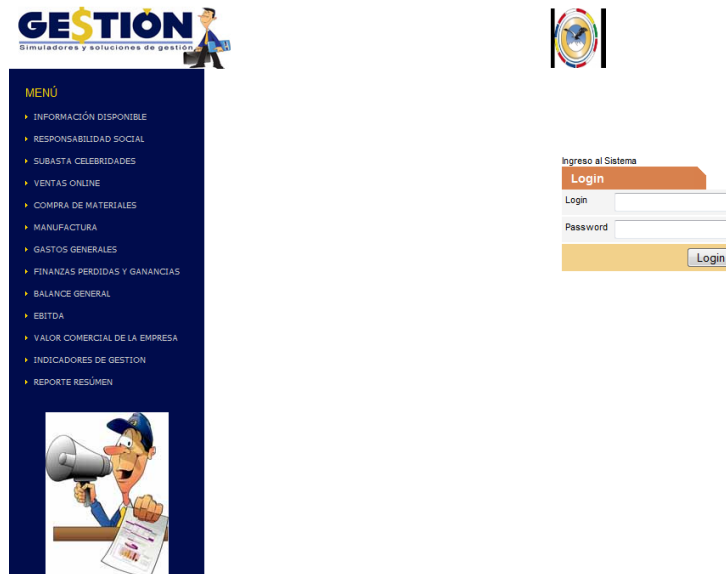 GE$TIÓN
Simuladores y soluciones de gestión
MENÚ
INFORMACIÓN DISPONIBLE
RESPONSABILIDAD SOCIAL
SUBASTA CELEBRIDADES
VENTAS ONLINE
COMPRA DE MATERIALES
MANUFACTURA
GASTOS GENERALES
FINANZAS PERDIDAS Y GANANCIAS
BALANCE GENERAL
EBITDA
VALOR COMERCIAL DE LA EMPRESA
INDICADORES DE GESTION
REPORTE RESÚMEN
Ingreso al Sistema
Login
Login
Password
Login